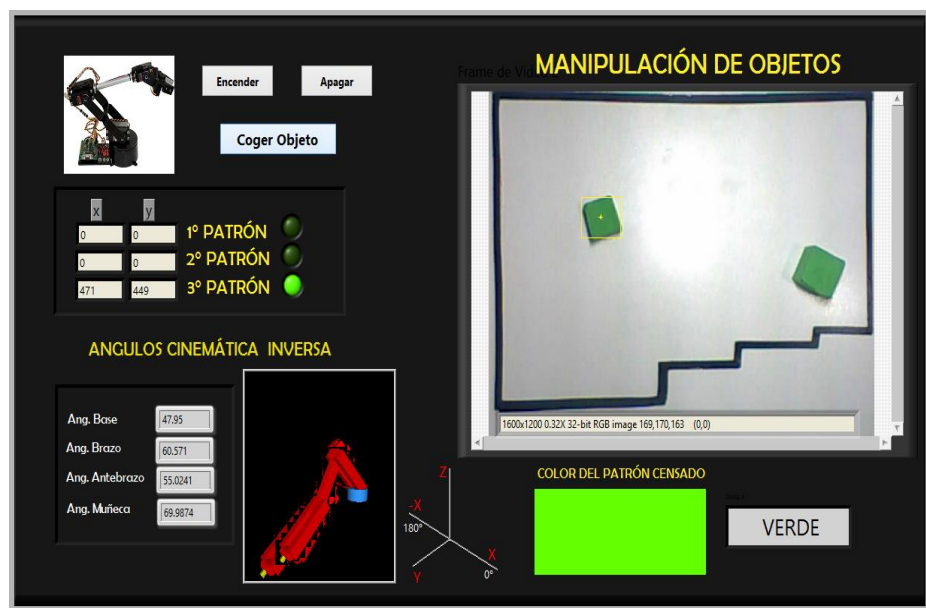 MANIPULACIÓN DE OBJETOS
Frame de Vid
Encender
Apagar
Coger Objeto
x y
0 0 1º PATRÓN
0 0 2º PATRÓN
471 449 3º PATRÓN
1600x1200 0.32X 32-bit RGB image 169,170,163 (0,0)
ANGULOS CINEMÁTICA INVERSA
Ang. Base 47.95
Ang. Brazo 60.571
Ang. Antebrazo 55.0241
Ang. Muñeca 69.9874
Z
-X
180º
X
Y
0º
COLOR DEL PATRÓN CENSADO
VERDE